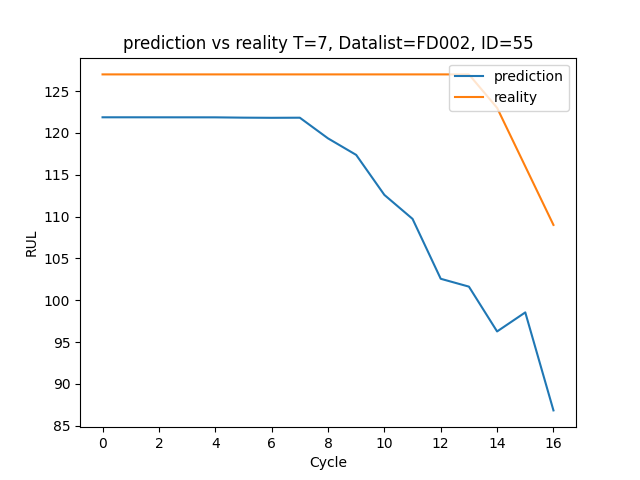 prediction vs reality T=7, Datalist=FD002, ID=55
prediction
reality
RUL
125
120
115
110
105
100
95
90
85
0 2 4 6 8 10 12 14 16
Cycle